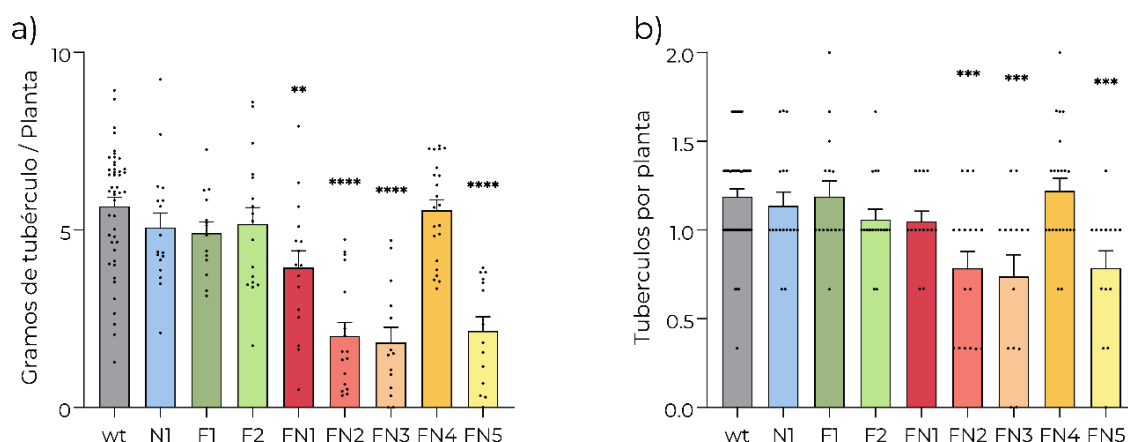 a)
Gramos de tubérculo / Planta
10
5
0
**
****
****
****
wt N1 F1 F2 FN1 FN2 FN3 FN4 FN5
b)
Tuberculos por planta
2.0
1.5
1.0
0.5
0.0
***
***
***
wt N1 F1 F2 FN1 FN2 FN3 FN4 FN5